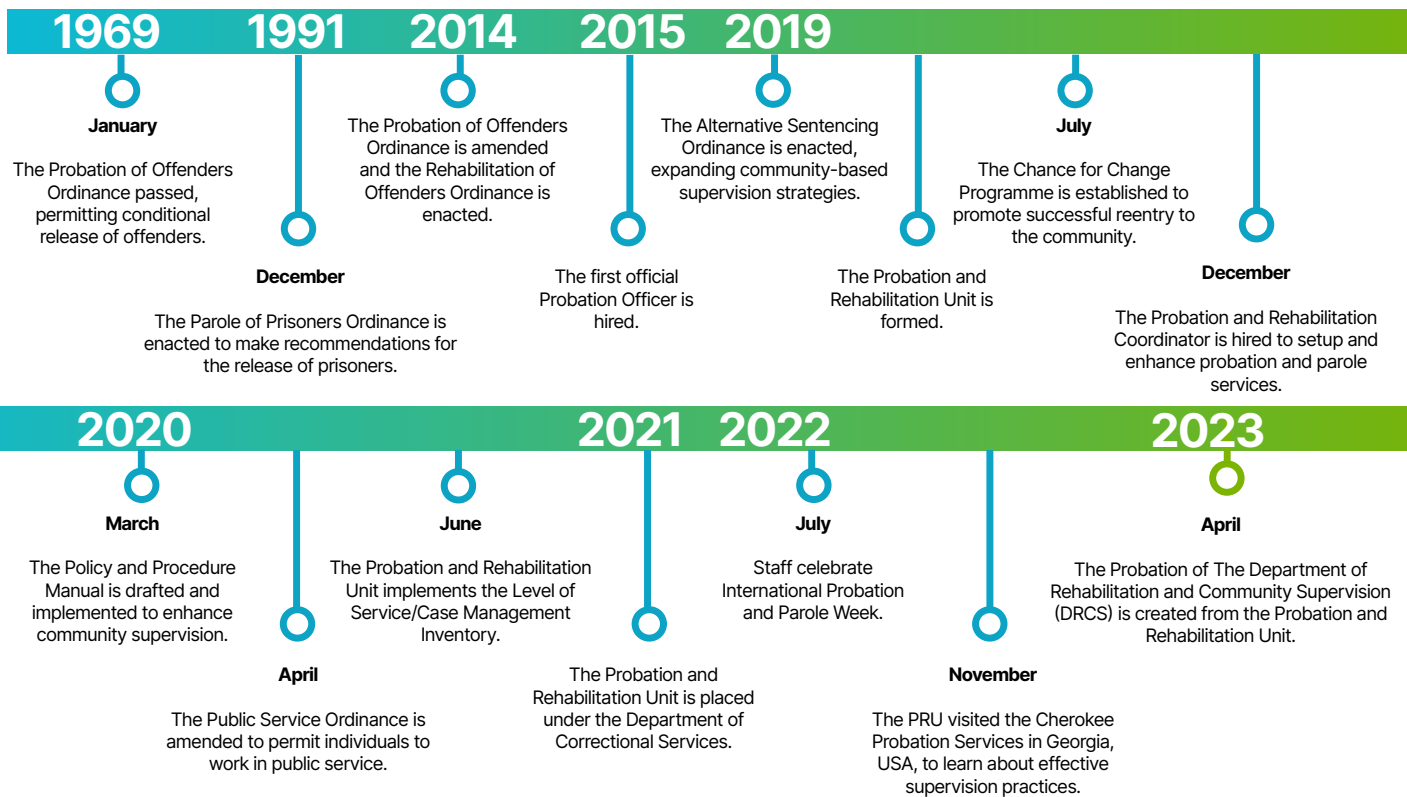 1969
January
The Probation of Offenders
Ordinance passed,
permitting conditional
release of offenders.
1991
December
The Parole of Prisoners Ordinance is
enacted to make recommendations for
the release of prisoners.
2014
The Probation of Offenders
Ordinance is amended
and the Rehabilitation of
Offenders Ordinance is
enacted.
2015
The first official
Probation Officer is
hired.
2019
The Alternative Sentencing
Ordinance is enacted,
expanding community-based
supervision strategies.
The Probation and
Rehabilitation Unit is
formed.
July
The Chance for Change
Programme is established to
promote successful reentry to
the community.
December
The Probation and Rehabilitation
Coordinator is hired to setup and
enhance probation and parole
services.
2020
March
The Policy and Procedure
Manual is drafted and
implemented to enhance
community supervision.
April
The Public Service Ordinance is
amended to permit individuals to
work in public service.
June
The Probation and Rehabilitation
Unit implements the Level of
Service/Case Management
Inventory.
2021
The Probation and
Rehabilitation Unit is placed
under the Department of
Correctional Services.
2022
July
Staff celebrate
International Probation
and Parole Week.
November
The PRU visited the Cherokee
Probation Services in Georgia,
USA, to learn about effective
supervision practices.
2023
April
The Probation of The Department of
Rehabilitation and Community Supervision
(DRCS) is created from the Probation and
Rehabilitation Unit.